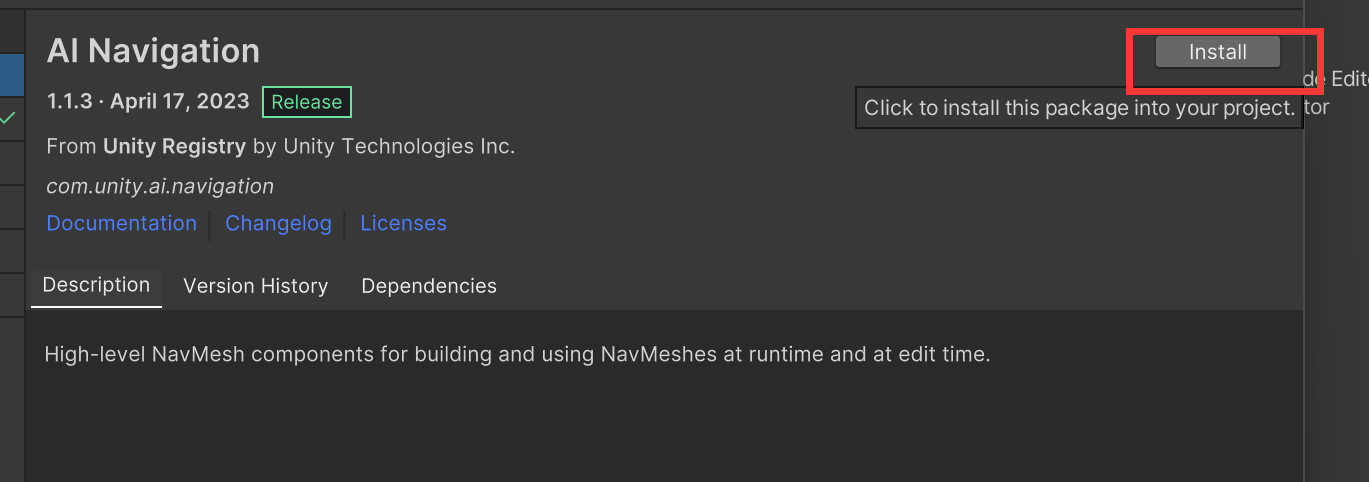 AI Navigation
Install
1.1.3 · April 17, 2023 Release
Click to install this package into your project.
tor
From Unity Registry by Unity Technologies Inc.
com.unity.ai.navigation
Documentation Changelog Licenses
Description Version History Dependencies
High-level NavMesh components for building and using NavMeshes at runtime and at edit time.